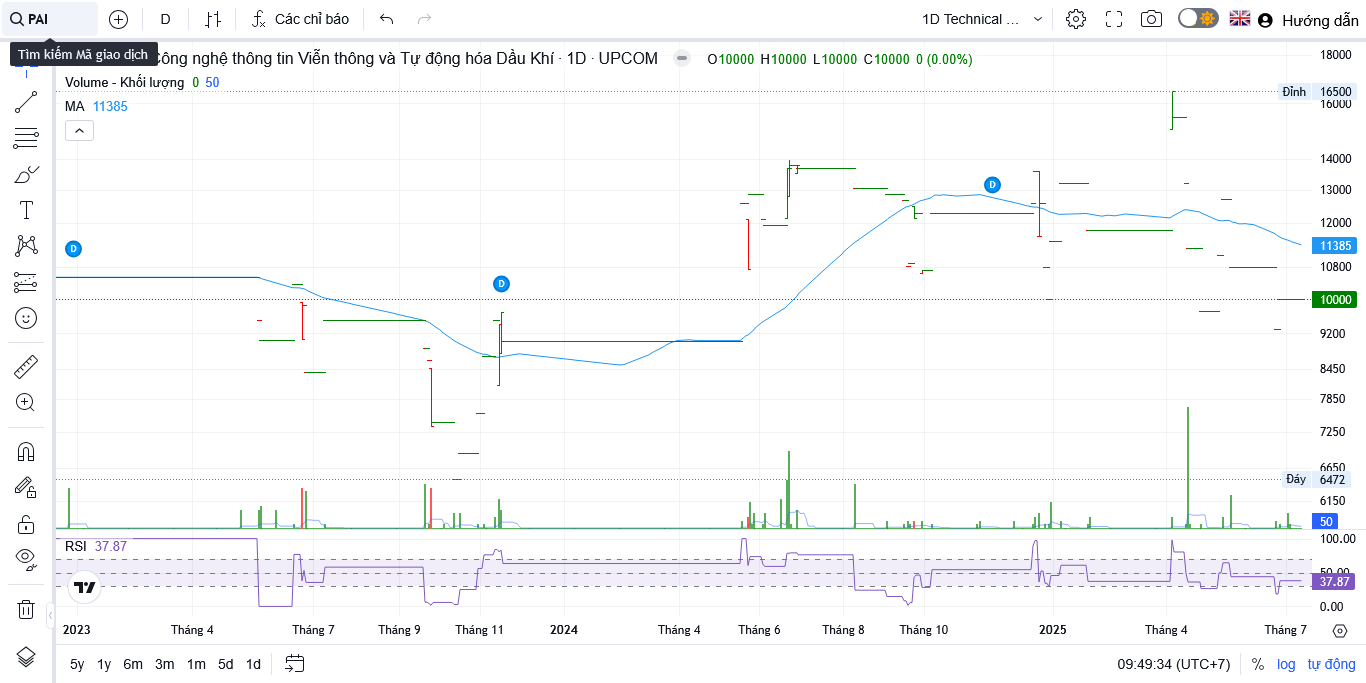 PAI
D
Các chỉ báo
1D Technical ...
Hướng dẫn
Tìm kiếm Mã giao dịch
Công nghệ thông tin Viễn thông và Tự động hóa Dầu Khí · 1D · UPCOM
O10000 H10000 L10000 C10000 0 (0.00%)
Volume - Khối lượng 0 50
MA 11385
18000
Đỉnh 16500
16000
14000
13000
12000
11385
10800
10000
9200
8450
7850
7250
6650
Đáy 6472
6150
50
D
D
D
RSI 37.87
100.00
50.00
37.87
0.00
2023 Tháng 4 Tháng 7 Tháng 9 Tháng 11 2024 Tháng 4 Tháng 6 Tháng 8 Tháng 10 2025 Tháng 4 Tháng 7
5y 1y 6m 3m 1m 5d 1d
09:49:34 (UTC+7) % log tự động